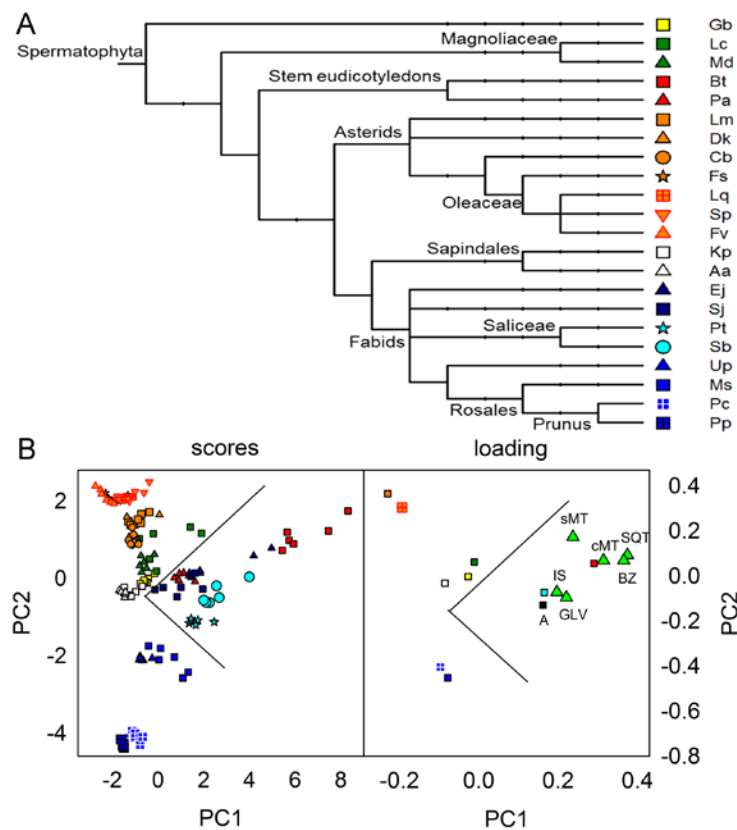 A
Spermatophyta
Magnoliaceae
Stem eudicotyledons
Asterids
Oleaceae
Sapindales
Saliceae
Fabids
Rosales
Prunus
Gb
Lc
Md
Bt
Pa
Lm
Dk
Cb
Fs
Lq
Sp
Fv
Kp
Aa
Ej
Sj
Pt
Sb
Up
Ms
Pc
Pp
B
scores
loading
PC2
2
0
-2
-4
-2 0 2 4 6 8
PC1
sMT
cMT
SQT
BZ
IS
GLV
A
-0.2 0.0 0.2 0.4
PC1
0.4
0.2
0.0
-0.2
-0.4
-0.6
-0.8
PC2